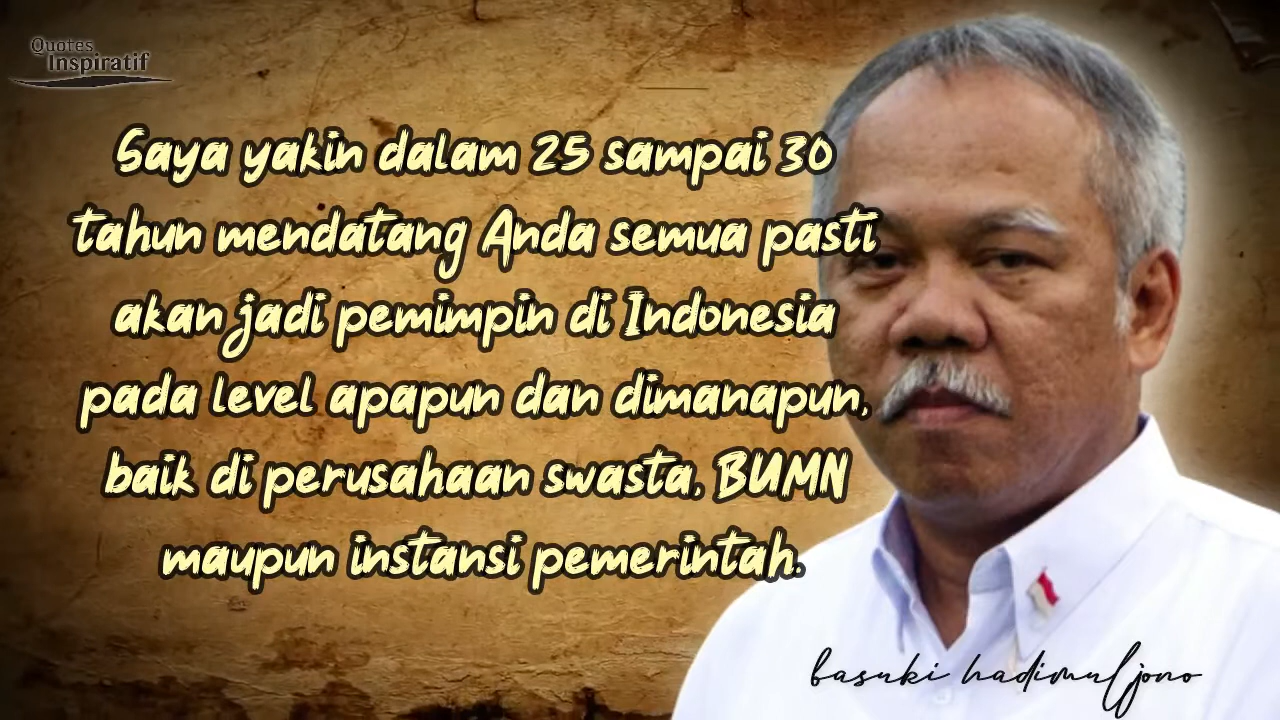 Quotes
Inspiratif
Saya yakin dalam 25 sampai 30
tahun mendatang Anda semua pasti
akan jadi pemimpin di Indonesia
pada level apapun dan dimanapun,
baik di perusahaan swasta, BUMN
maupun instansi pemerintah.
basuki hadimuljono